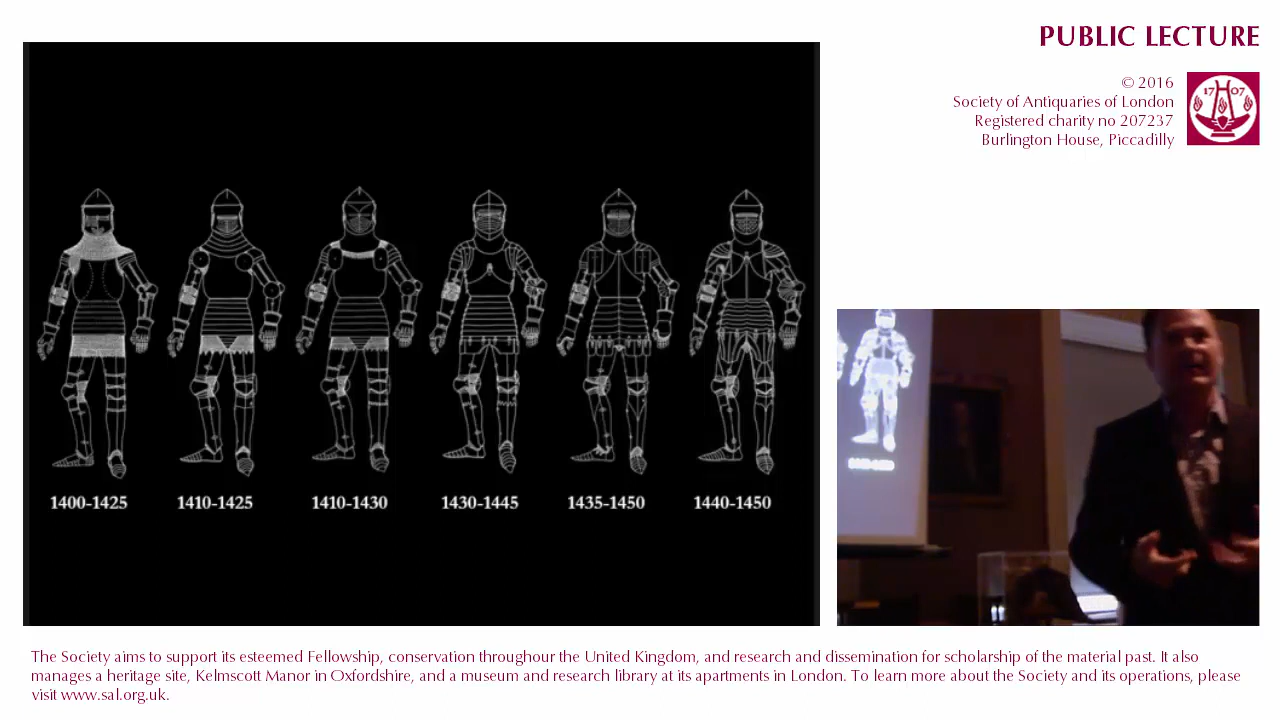 PUBLIC LECTURE
© 2016
Society of Antiquaries of London
Registered charity no 207237
Burlington House, Piccadilly
17 07
1400-1425
1410-1425
1410-1430
1430-1445
1435-1450
1440-1450
The Society aims to support its esteemed Fellowship, conservation throughour the United Kingdom, and research and dissemination for scholarship of the material past. It also
manages a heritage site, Kelmscott Manor in Oxfordshire, and a museum and research library at its apartments in London. To learn more about the Society and its operations, please
visit www.sal.org.uk.